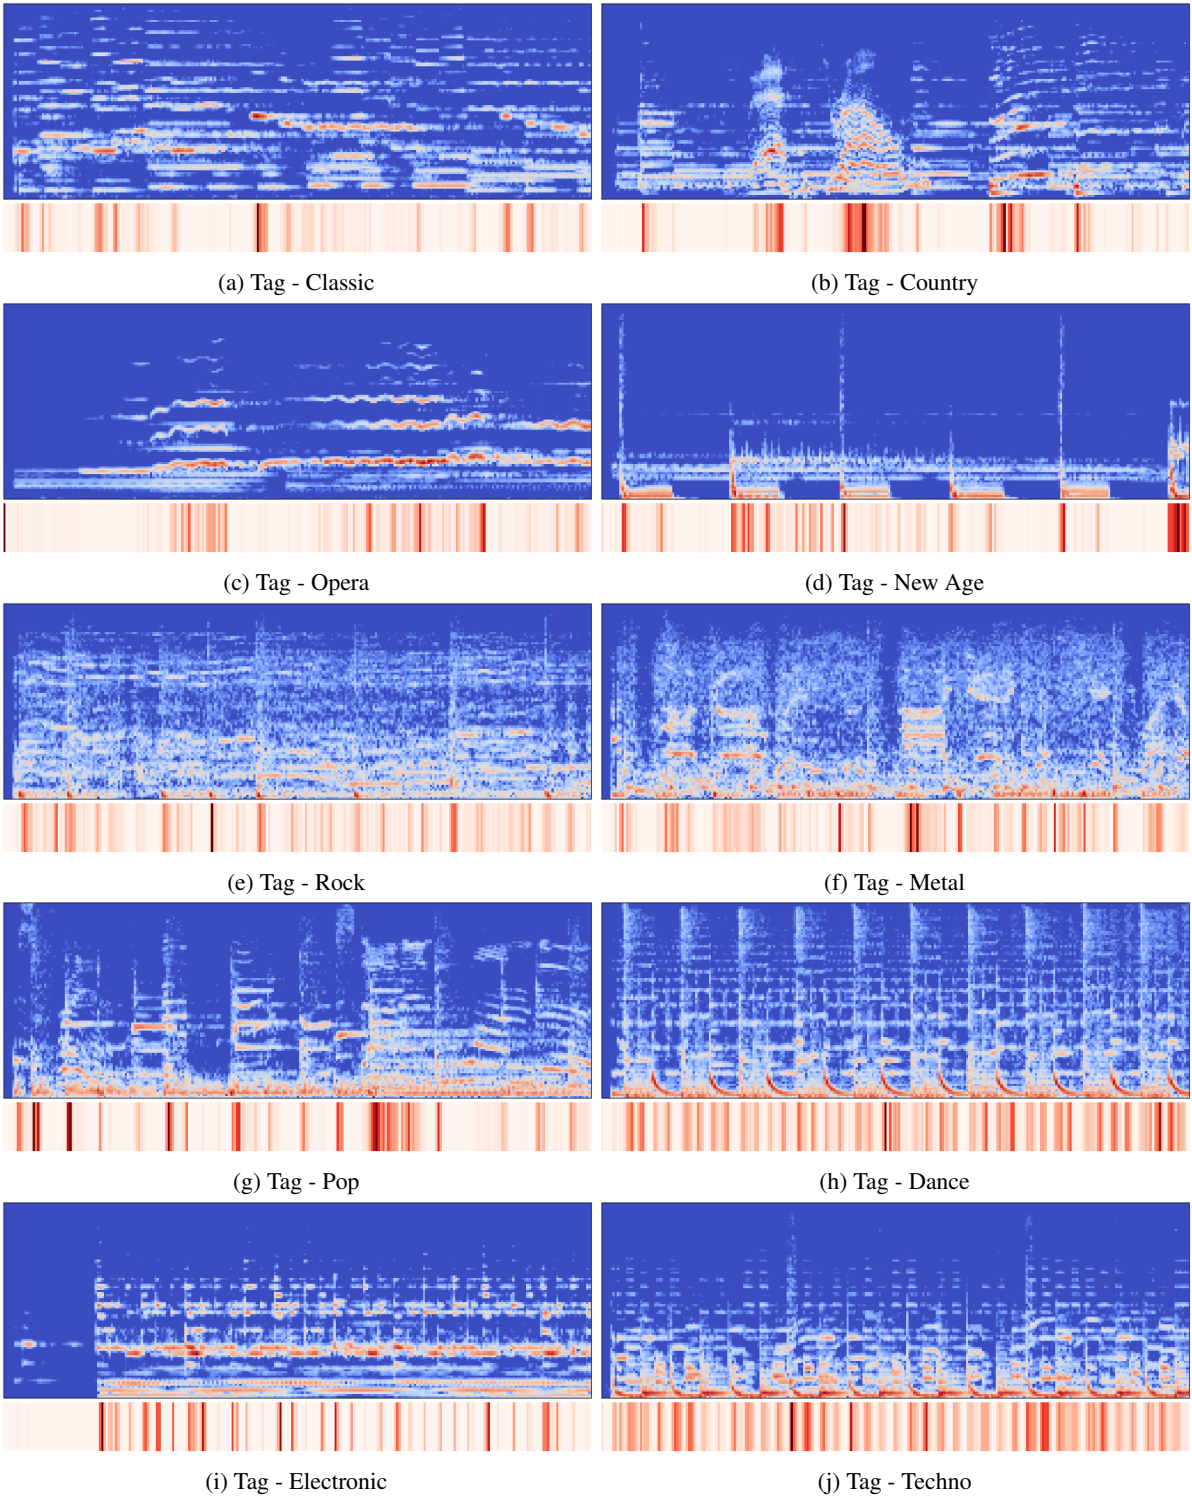 (a) Tag - Classic
(b) Tag - Country
(c) Tag - Opera
(d) Tag - New Age
(e) Tag - Rock
(f) Tag - Metal
(g) Tag - Pop
(h) Tag - Dance
(i) Tag - Electronic
(j) Tag - Techno